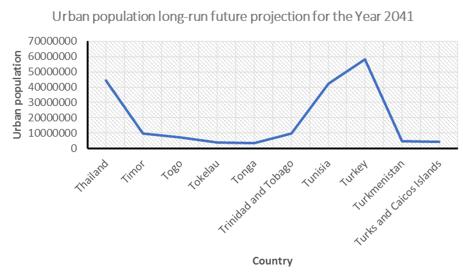 Urban population long-run future projection for the Year 2041
Urban population
70000000
60000000
50000000
40000000
30000000
20000000
10000000
0
Thailand
Timor
Togo
Tokelau
Tonga
Trinidad and Tobago
Tunisia
Turkey
Turkmenistan
Turks and Caicos Islands
Country